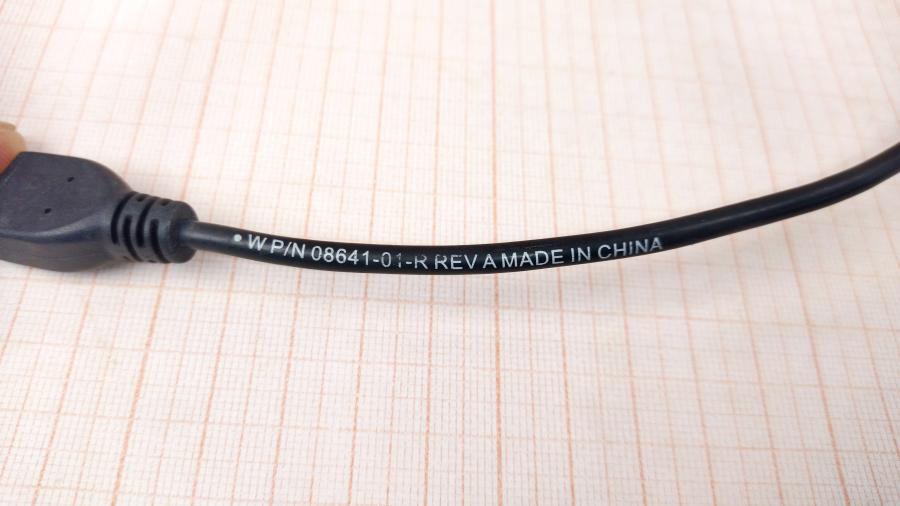 • W P/N 08641-01-R REV A MADE IN CHINA